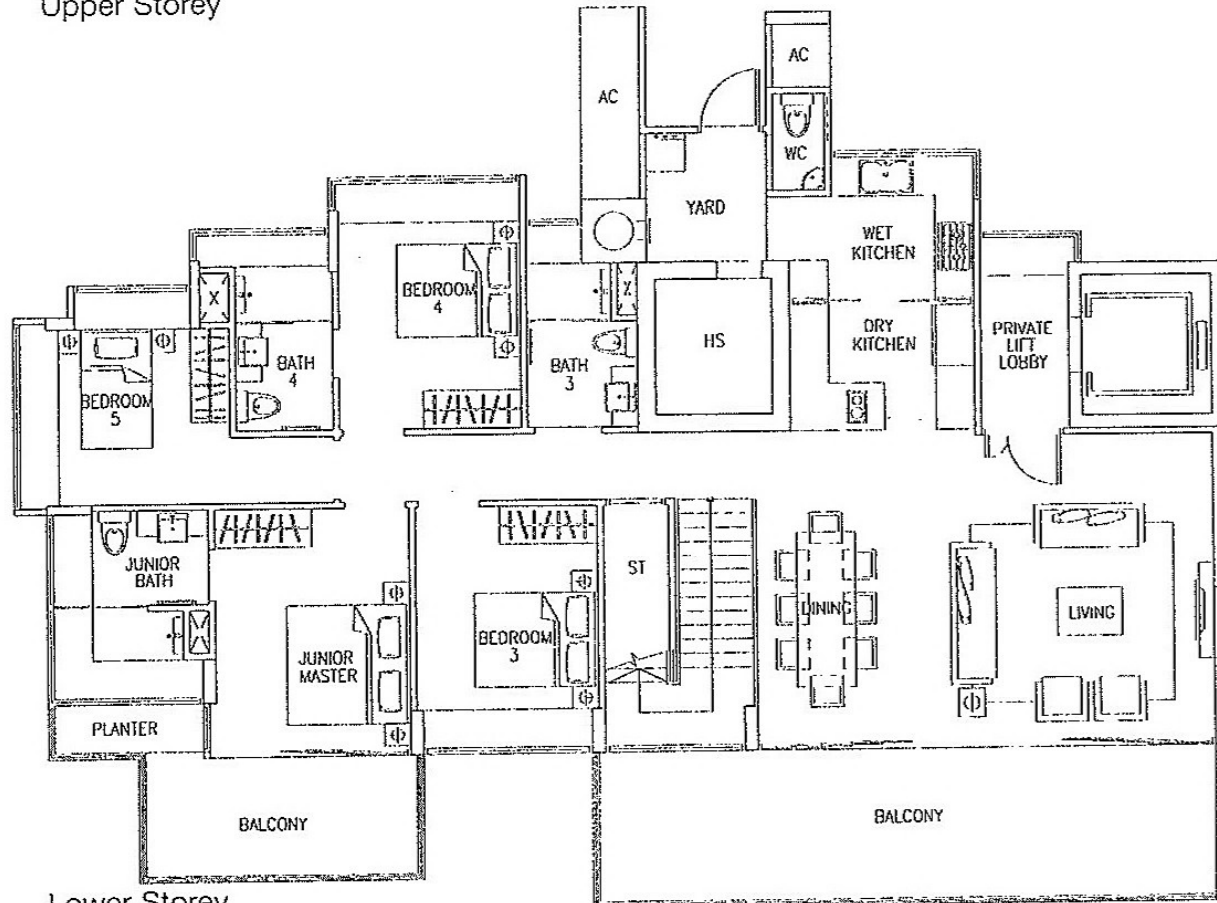 Upper Storey
AC
AC
WC
YARD
WET
KITCHEN
BEDROOM
4
HS
DRY
KITCHEN
PRIVATE
LIFT
LOBBY
BATH
4
BATH
3
BEDROOM
5
JUNIOR
BATH
ST
DINING
LIVING
BEDROOM
3
JUNIOR
MASTER
PLANTER
BALCONY
BALCONY
Lower Storey